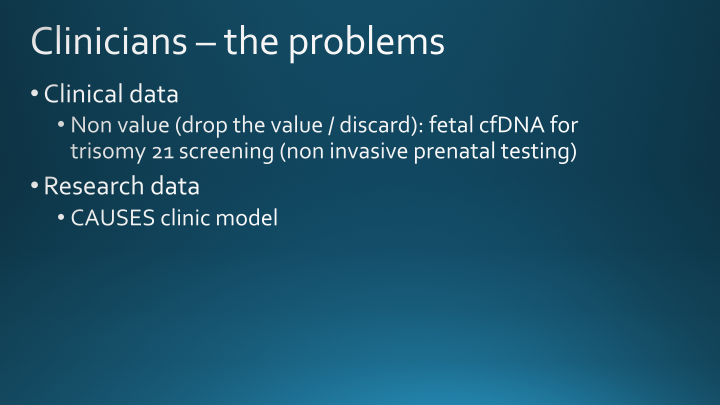 Clinicians – the problems
• Clinical data
• Non value (drop the value / discard): fetal cfDNA for
trisomy 21 screening (non invasive prenatal testing)
• Research data
• CAUSES clinic model